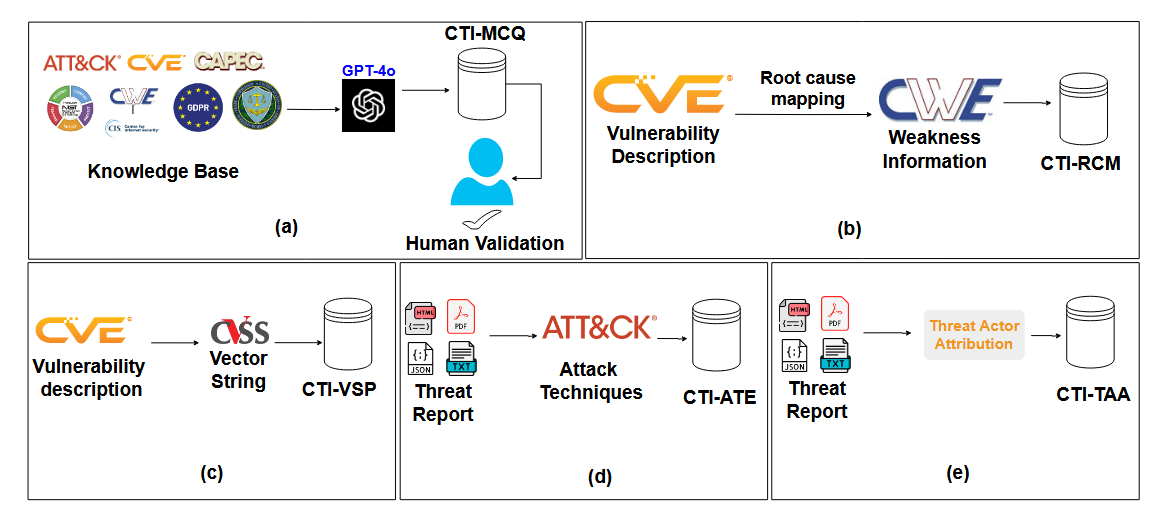 CTI-MCQ
ATT&CK®
CVE®
CAPEC™
GPT-4o
NIST
CWE™
CIS Center for
Internet Security®
GDPR
Knowledge Base
Human Validation
(a)
CVE®
Vulnerability
Description
Root cause
mapping
CWE™
Weakness
Information
CTI-RCM
(b)
CVE®
Vulnerability
description
CVSS
Vector
String
CTI-VSP
(c)
HTML
PDF
{;}
JSON
TXT
Threat
Report
ATT&CK®
Attack
Techniques
CTI-ATE
(d)
HTML
PDF
{;}
JSON
TXT
Threat
Report
Threat Actor
Attribution
CTI-TAA
(e)